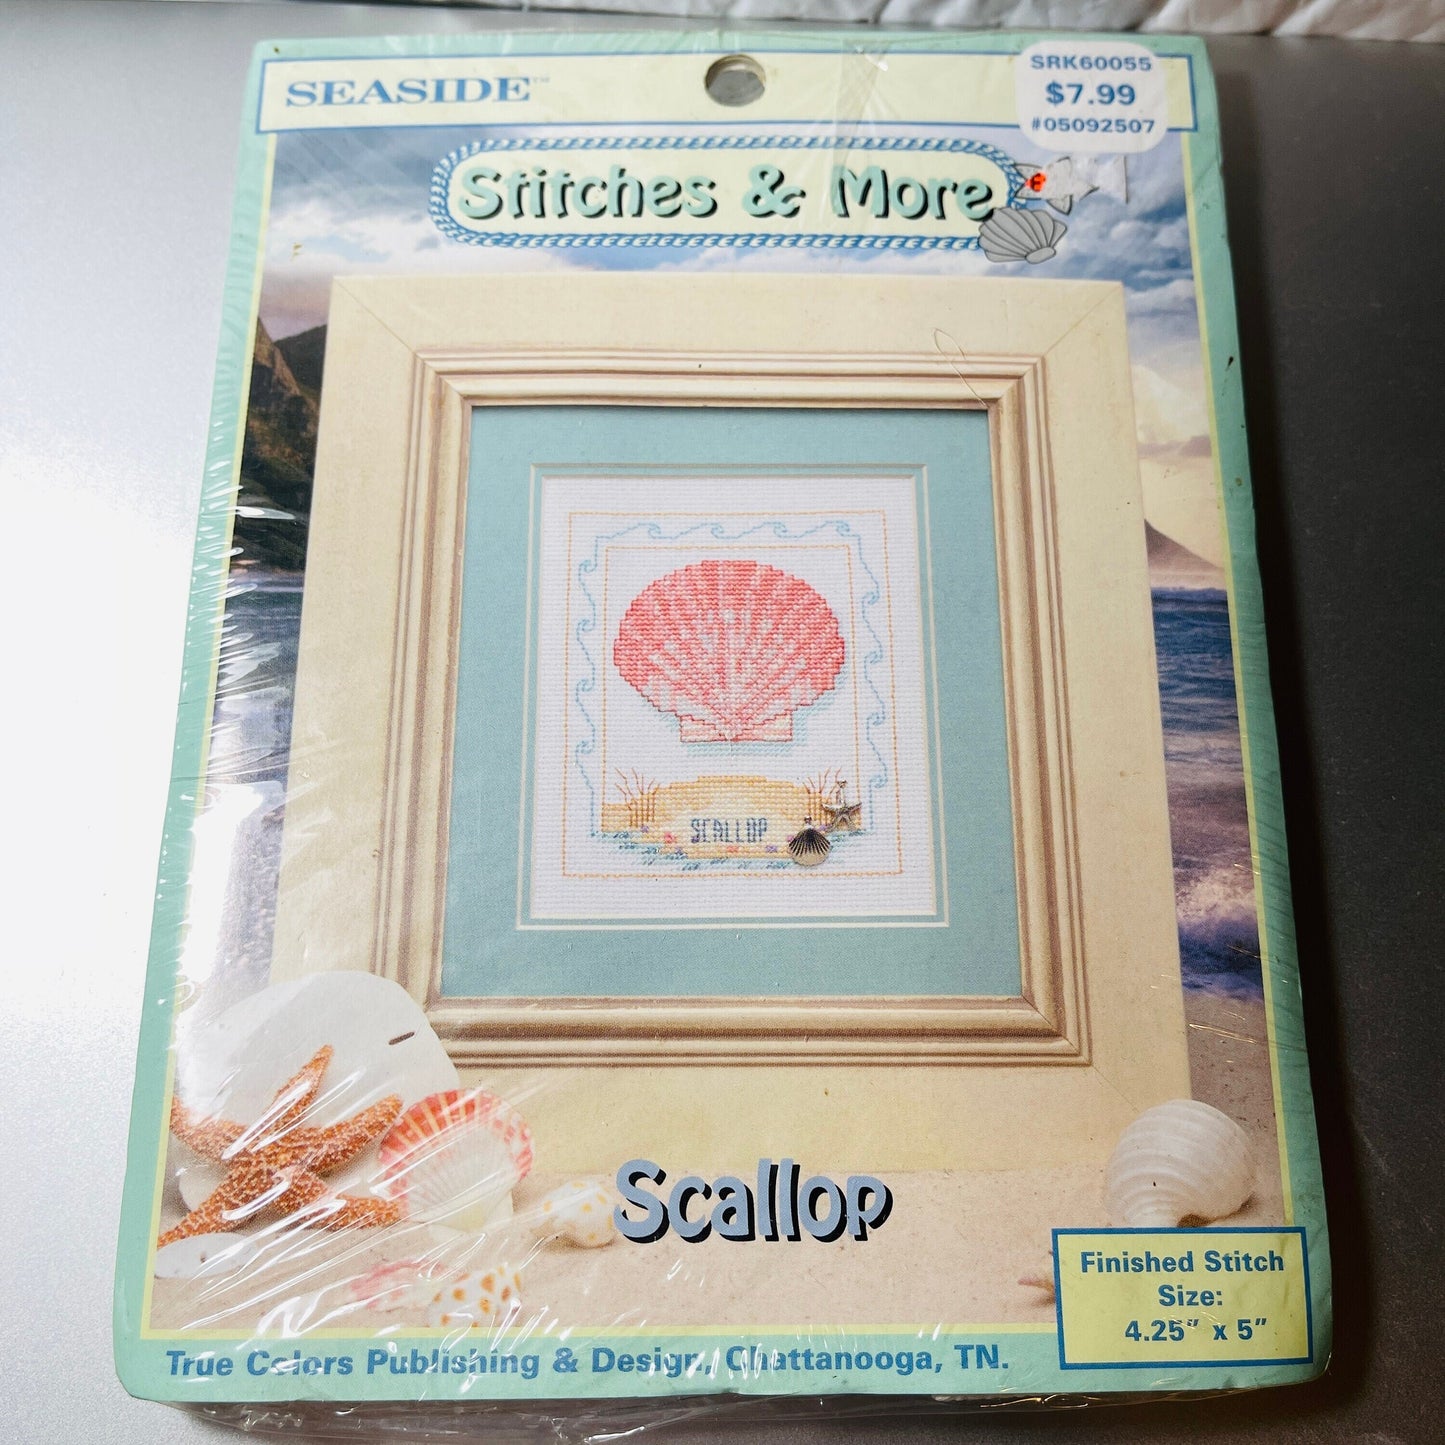 SEASIDE™
SRK60055
$7.99
#05092507
Stitches & More
SCALLOP
Scallop
Finished Stitch
Size:
4.25" x 5"
True Colors Publishing & Design, Chattanooga, TN.